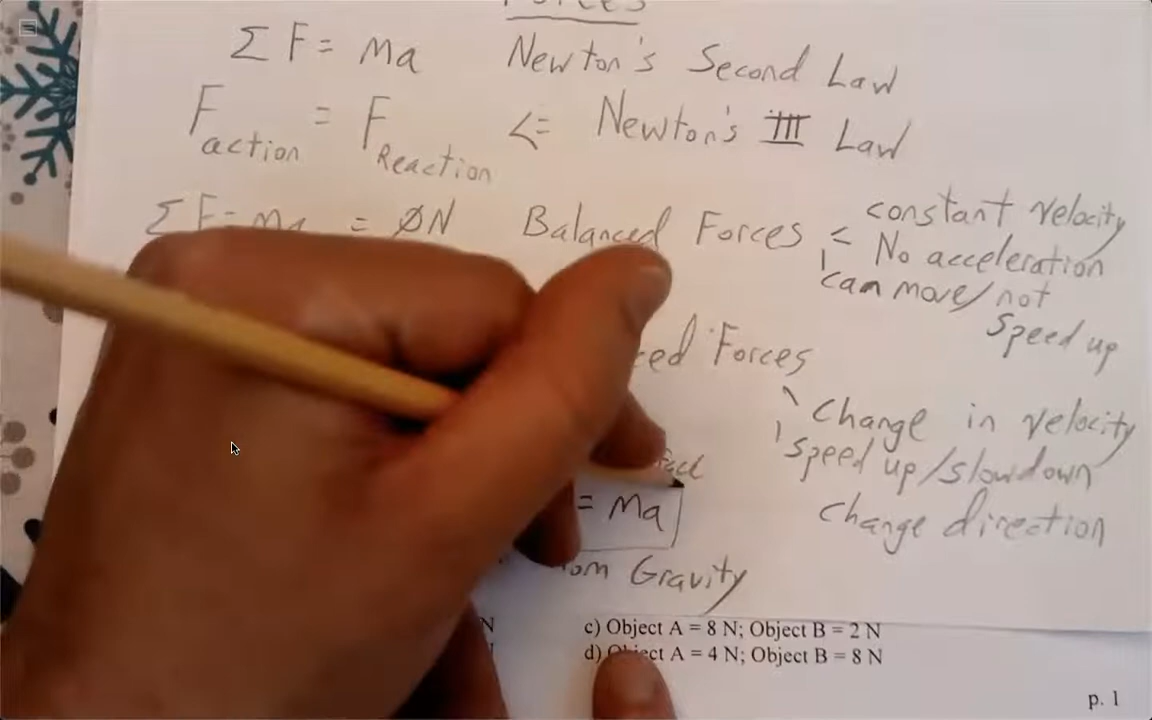 Forces
Σ F = ma Newton's Second Law
F action = F Reaction <= Newton's III Law
Σ F = ma = ØN Balanced Forces < constant velocity
No acceleration
can move/not
speed up
Forces
Change in velocity
speed up/slowdown
Change direction
= ma
Gravity
N c) Object A = 8 N; Object B = 2 N
d) Object A = 4 N; Object B = 8 N
p. 1